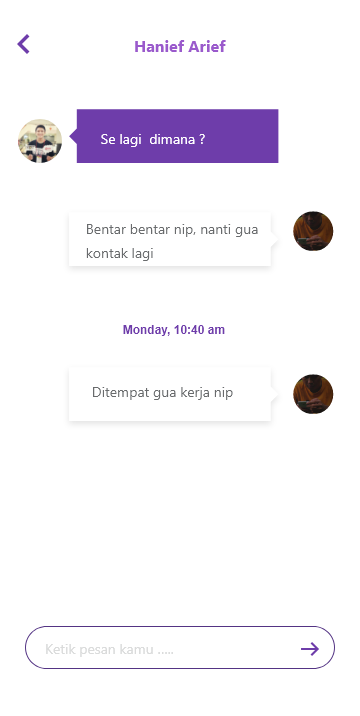 Hanief Arief
Se lagi  dimana ?
Bentar bentar nip, nanti gua
kontak lagi
Monday, 10:40 am
Ditempat gua kerja nip
Ketik pesan kamu .....